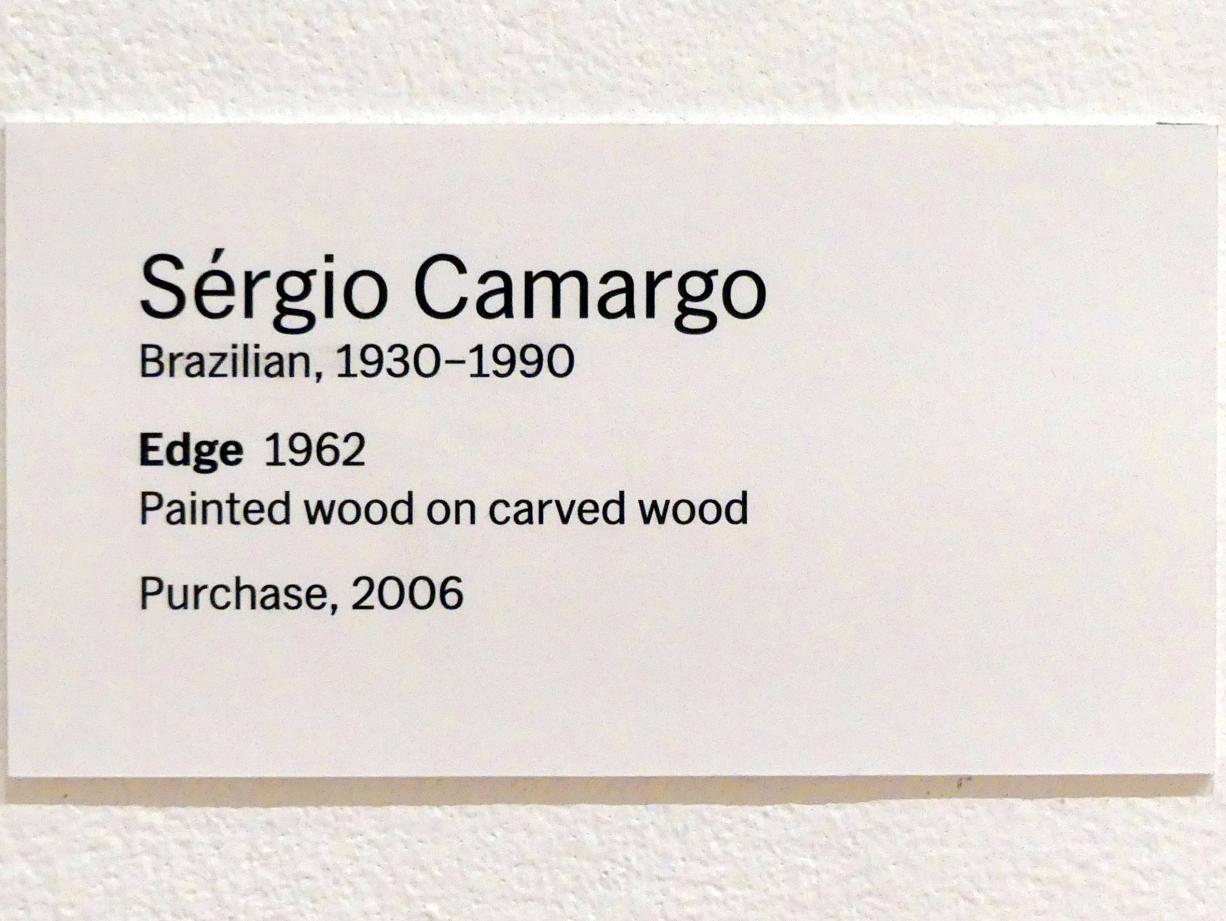 Sérgio Camargo
Brazilian, 1930–1990
Edge 1962
Painted wood on carved wood
Purchase, 2006